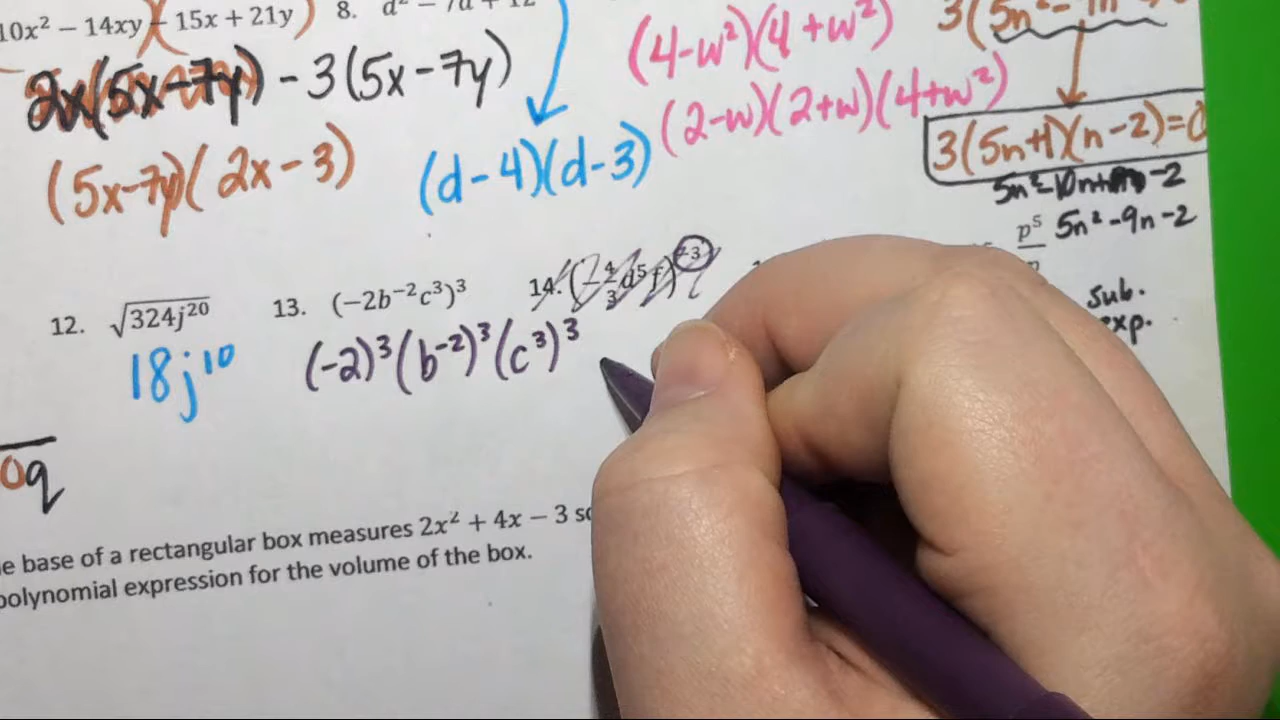 10x² − 14xy − 15x + 21y
8. d² − 7d + 12
2x(5x−7y) − 3(5x−7y)
(5x−7y)(2x−3)
(d−4)(d−3)
(4−w²)(4+w²)
(2−w)(2+w)(4+w²)
3(5n+1)(n−2)=0
−2
5n²−9n−2
p⁵
12. √324j²⁰
18j¹⁰
13. (−2b⁻²c³)³
(−2)³(b⁻²)³(c³)³
14.
sub.
exp.
0q
base of a rectangular box measures 2x² + 4x − 3
polynomial expression for the volume of the box.